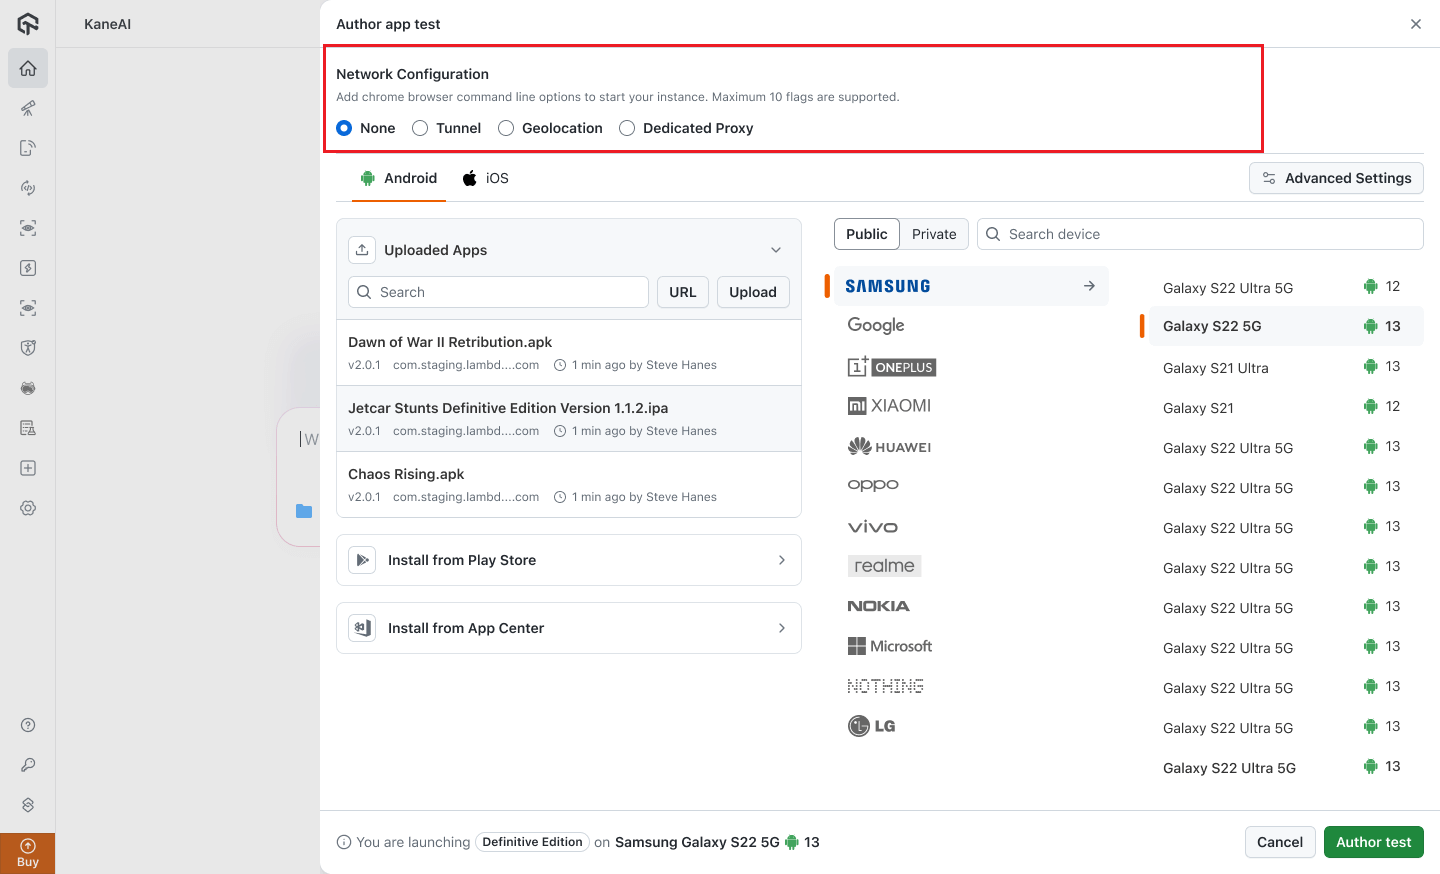 KaneAI
Author app test
Network Configuration
Add chrome browser command line options to start your instance. Maximum 10 flags are supported.
None Tunnel Geolocation Dedicated Proxy
Android iOS Advanced Settings
Uploaded Apps
Search URL Upload
Dawn of War II Retribution.apk
v2.0.1 com.staging.lambd....com 1 min ago by Steve Hanes
Jetcar Stunts Definitive Edition Version 1.1.2.ipa
v2.0.1 com.staging.lambd....com 1 min ago by Steve Hanes
Chaos Rising.apk
v2.0.1 com.staging.lambd....com 1 min ago by Steve Hanes
Install from Play Store
Install from App Center
W
Public Private Search device
SAMSUNG
Google
1+ ONEPLUS
mi XIAOMI
HUAWEI
oppo
vivo
realme
NOKIA
Microsoft
NOTHING
LG
Galaxy S22 Ultra 5G 12
Galaxy S22 5G 13
Galaxy S21 Ultra 13
Galaxy S21 12
Galaxy S22 Ultra 5G 13
Galaxy S22 Ultra 5G 13
Galaxy S22 Ultra 5G 13
Galaxy S22 Ultra 5G 13
Galaxy S22 Ultra 5G 13
Galaxy S22 Ultra 5G 13
Galaxy S22 Ultra 5G 13
Galaxy S22 Ultra 5G 13
Galaxy S22 Ultra 5G 13
Buy
You are launching Definitive Edition on Samsung Galaxy S22 5G 13
Cancel Author test